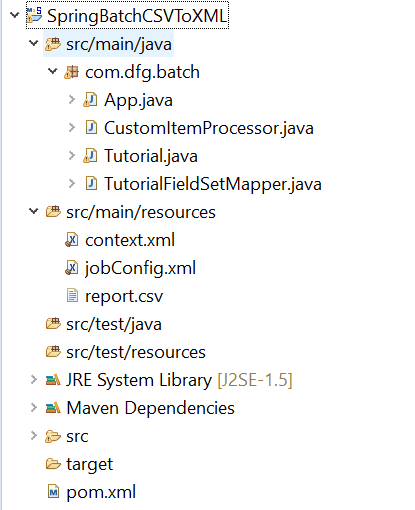 SpringBatchCSVToXML
src/main/java
com.dfg.batch
App.java
CustomItemProcessor.java
Tutorial.java
TutorialFieldSetMapper.java
src/main/resources
context.xml
jobConfig.xml
report.csv
src/test/java
src/test/resources
JRE System Library [J2SE-1.5]
Maven Dependencies
src
target
pom.xml